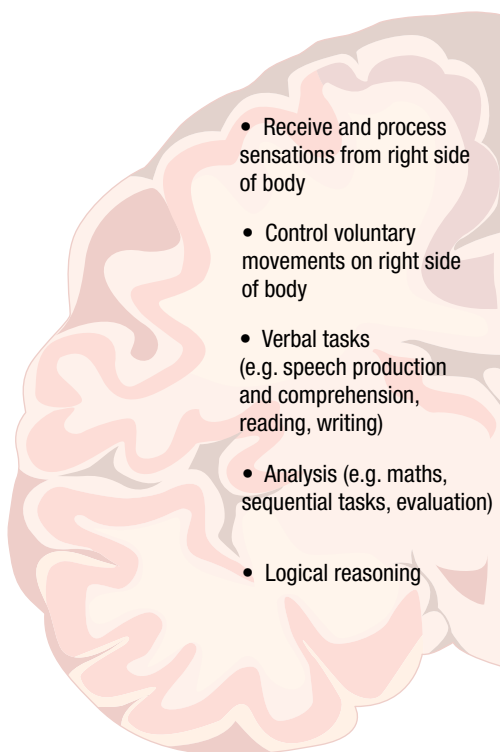 • Receive and process
sensations from right side
of body
• Control voluntary
movements on right side
of body
• Verbal tasks
(e.g. speech production
and comprehension,
reading, writing)
• Analysis (e.g. maths,
sequential tasks, evaluation)
• Logical reasoning